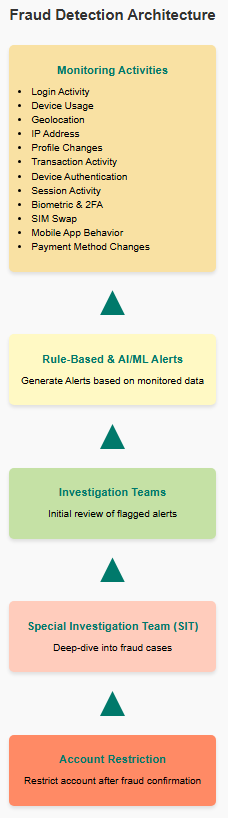 Fraud Detection Architecture
Monitoring Activities
Login Activity
Device Usage
Geolocation
IP Address
Profile Changes
Transaction Activity
Device Authentication
Session Activity
Biometric & 2FA
SIM Swap
Mobile App Behavior
Payment Method Changes
Rule-Based & AI/ML Alerts
Generate Alerts based on monitored data
Investigation Teams
Initial review of flagged alerts
Special Investigation Team (SIT)
Deep-dive into fraud cases
Account Restriction
Restrict account after fraud confirmation